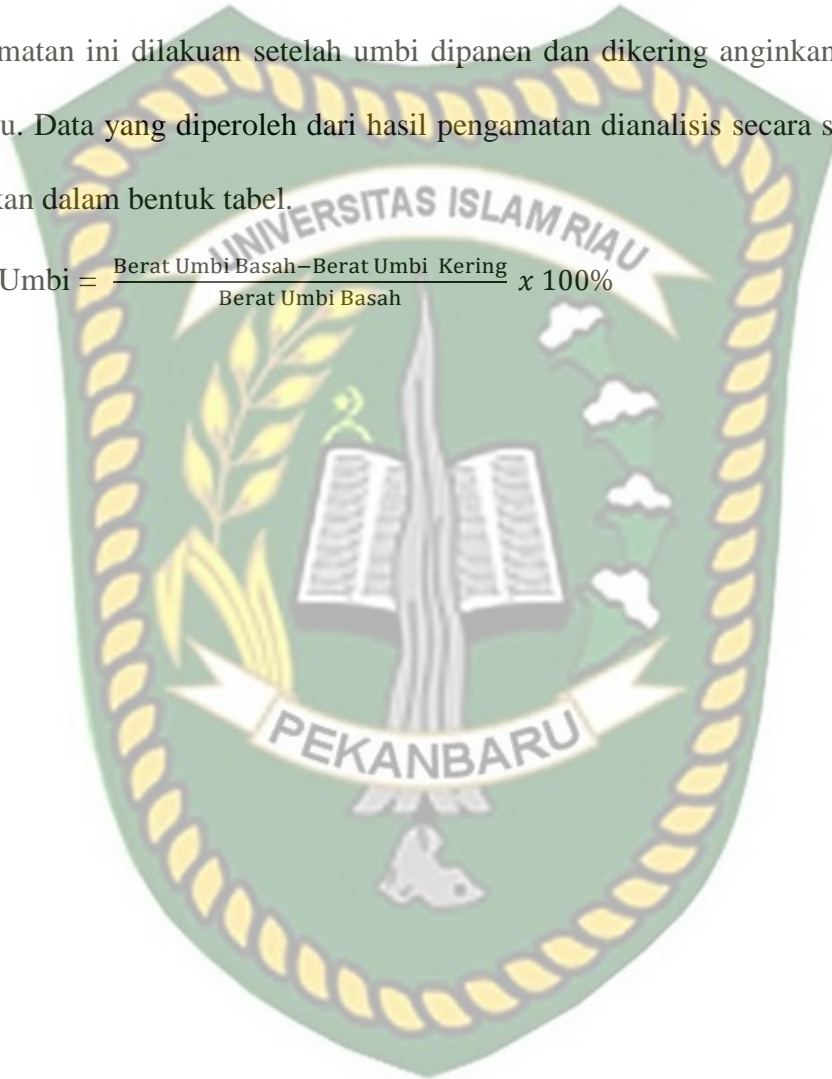 matan ini dilakuan setelah umbi dipanen dan dikering anginkan
u. Data yang diperoleh dari hasil pengamatan dianalisis secara s
kan dalam bentuk tabel.
UNIVERSITAS ISLAM RIAU
Umbi = Berat Umbi Basah−Berat Umbi Kering / Berat Umbi Basah x 100%
PEKANBARU